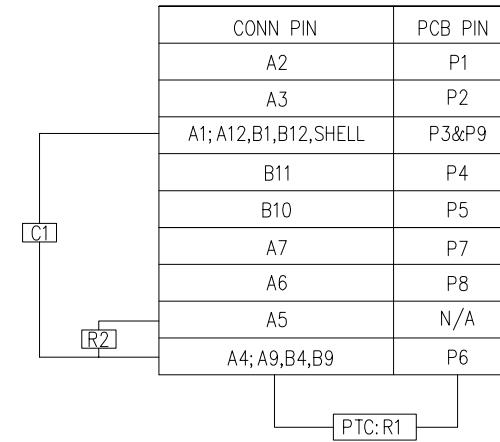 CONN PIN PCB PIN
A2 P1
A3 P2
A1; A12,B1,B12,SHELL P3&P9
B11 P4
B10 P5
C1
A7 P7
A6 P8
A5 N/A
R2
A4; A9,B4,B9 P6
PTC: R1